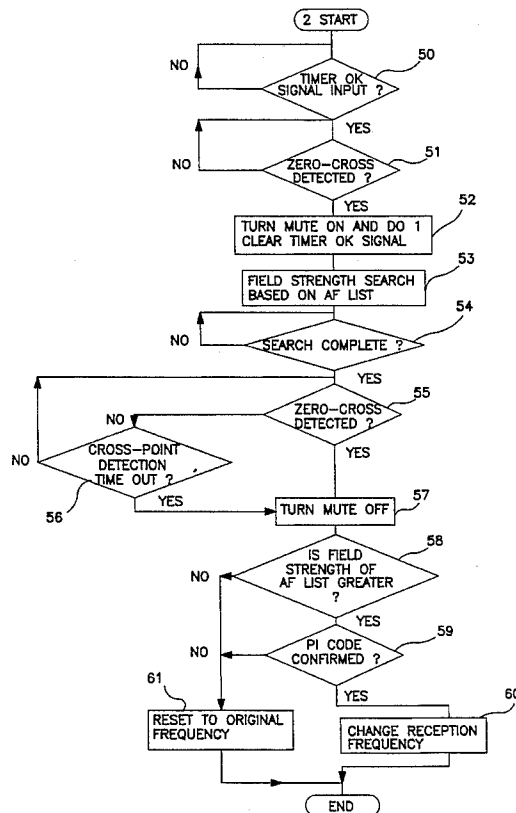 2 START
50
TIMER OK
SIGNAL INPUT ?
NO
YES
51
ZERO-CROSS
DETECTED ?
NO
YES
52
TURN MUTE ON AND DO 1
CLEAR TIMER OK SIGNAL
53
FIELD STRENGTH SEARCH
BASED ON AF LIST
54
NO
SEARCH COMPLETE ?
YES
55
ZERO-CROSS
DETECTED ?
NO
NO
CROSS-POINT
DETECTION
TIME OUT ?
YES
56
YES
57
TURN MUTE OFF
58
IS FIELD
STRENGTH OF
AF LIST GREATER
?
NO
YES
59
PI CODE
CONFIRMED ?
NO
YES
61
RESET TO ORIGINAL
FREQUENCY
60
CHANGE RECEPTION
FREQUENCY
END